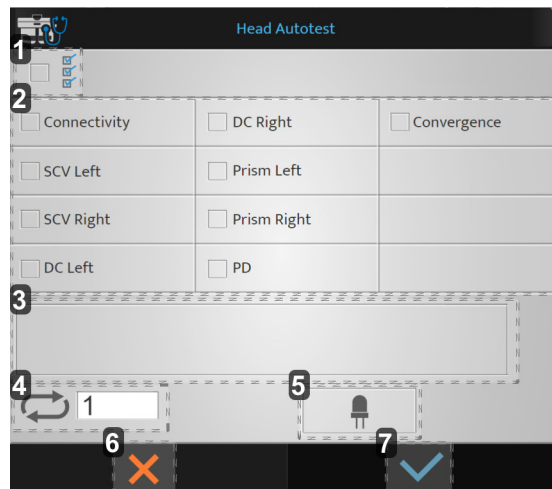 Head Autotest
1
2
Connectivity DC Right Convergence
SCV Left Prism Left
SCV Right Prism Right
DC Left PD
3
4 5
1
6 7